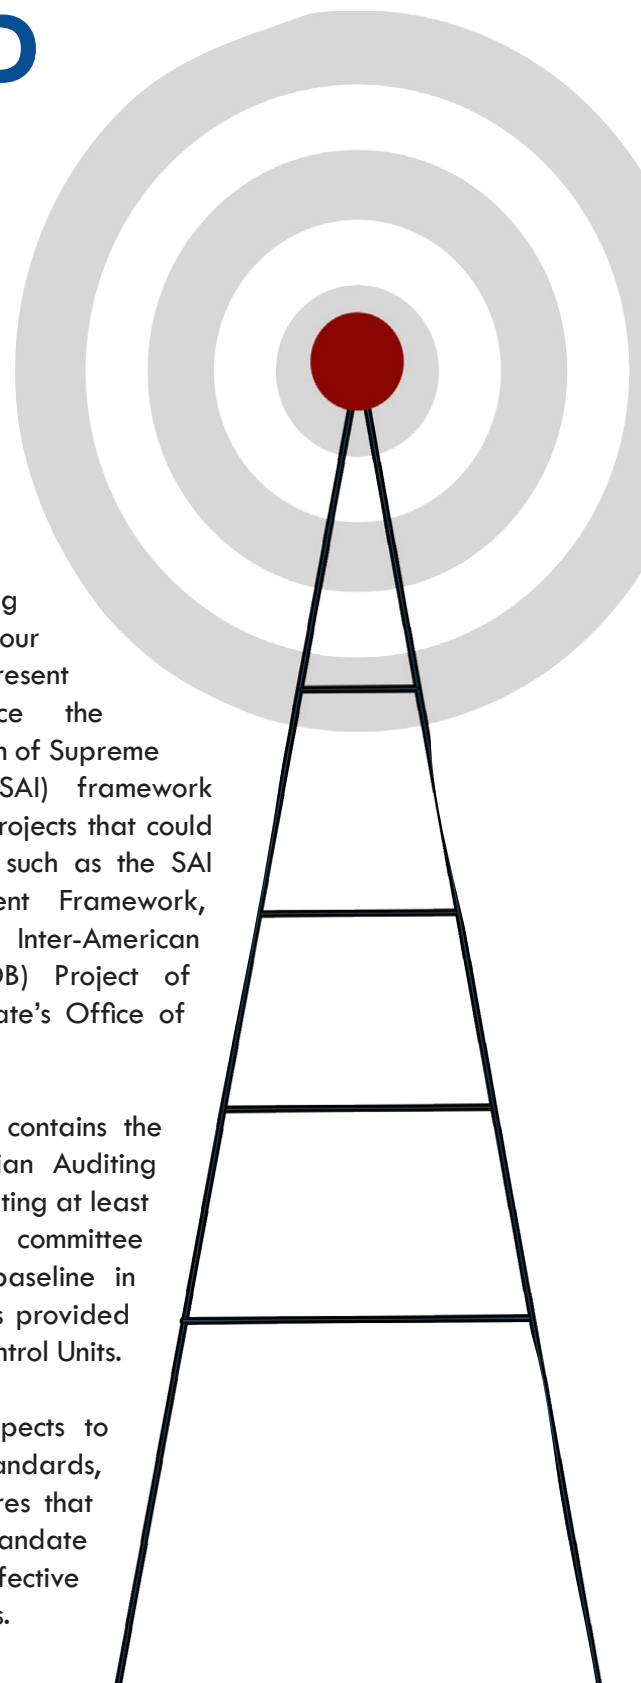 D
g
our
resent
ce the
n of Supreme
SAI) framework
rojects that could
such as the SAI
ent Framework,
Inter-American
DB) Project of
ate’s Office of
contains the
ian Auditing
ting at least
committee
baseline in
s provided
ntrol Units.
pects to
andards,
res that
andate
fective
s.